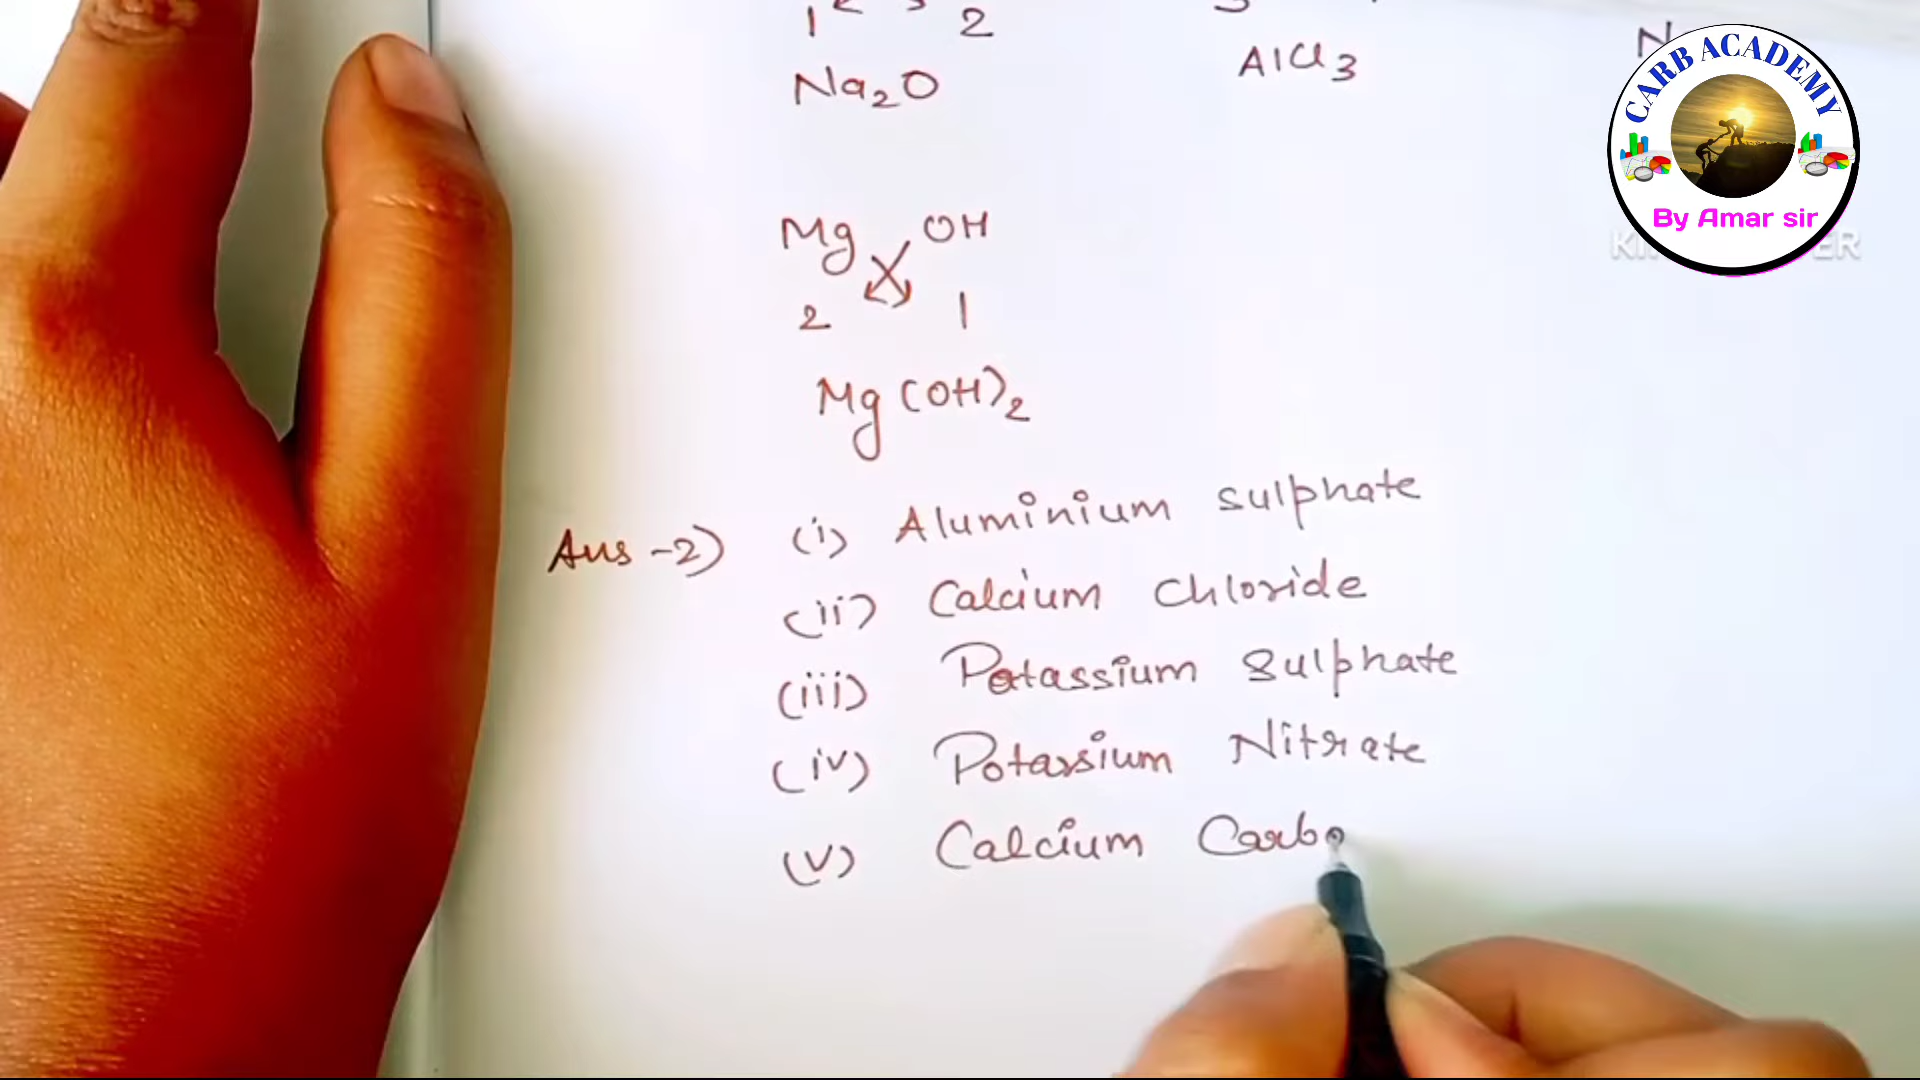 1 2
Na2O
AlCl3
N
CARB ACADEMY
By Amar sir
Mg OH
2 1
Mg(OH)2
Ans-2) (i) Aluminium sulphate
(ii) Calcium Chloride
(iii) Potassium Sulphate
(iv) Potassium Nitrate
(v) Calcium Carbo